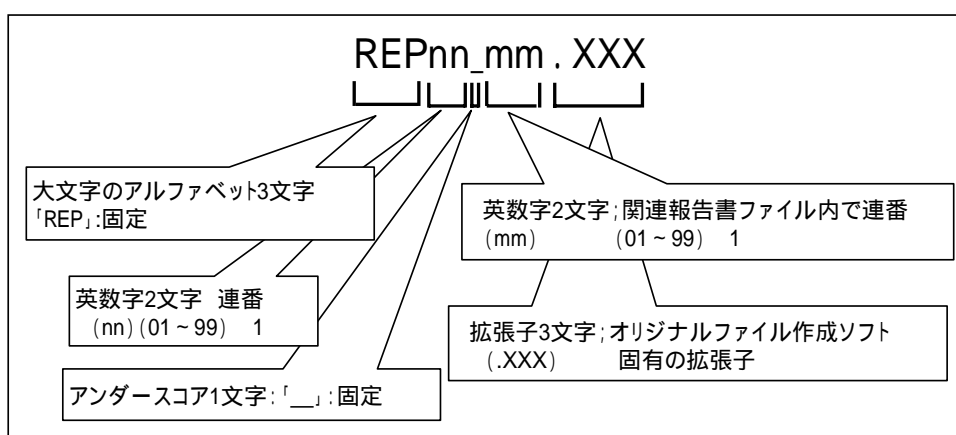 REPnn_mm.XXX
大文字のアルファベット3文字
「REP」:固定
英数字2文字;関連報告書ファイル内で連番
(mm) (01~99) 1
英数字2文字 連番
(nn)(01~99) 1
拡張子3文字;オリジナルファイル作成ソフト
(.XXX) 固有の拡張子
アンダースコア1文字:「__」:固定